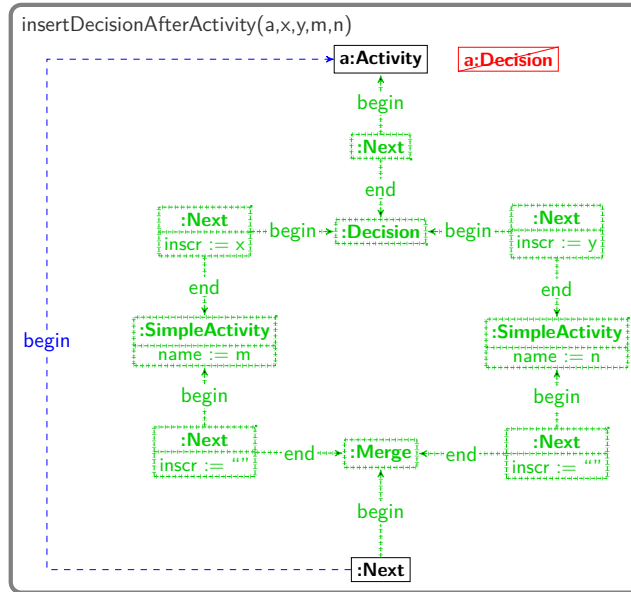 insertDecisionAfterActivity(a,x,y,m,n)
a:Activity
a:Decision
begin
:Next
end
:Next
inscr := x
begin
:Decision
begin
:Next
inscr := y
end
end
:SimpleActivity
name := m
:SimpleActivity
name := n
begin
begin
begin
:Next
inscr := “”
end
:Merge
end
:Next
inscr := “”
begin
:Next